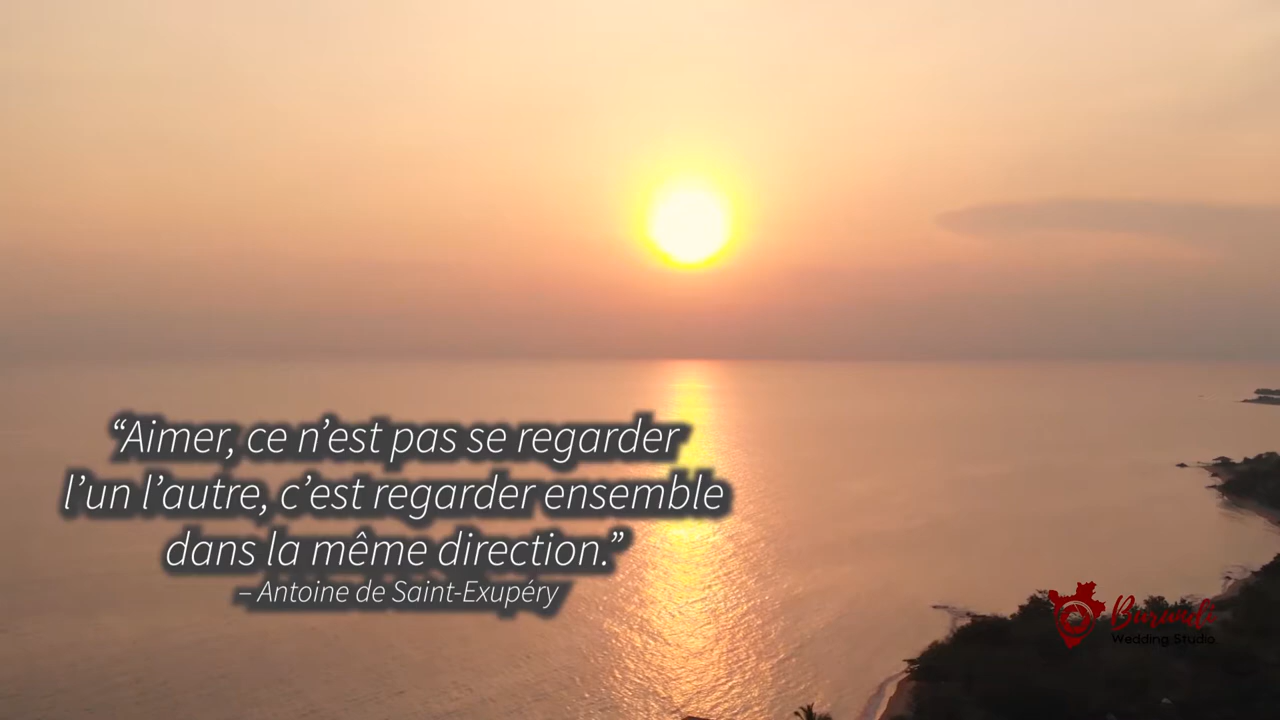 “Aimer, ce n’est pas se regarder
l’un l’autre, c’est regarder ensemble
dans la même direction.”
– Antoine de Saint-Exupéry
Burundi
Wedding Studio